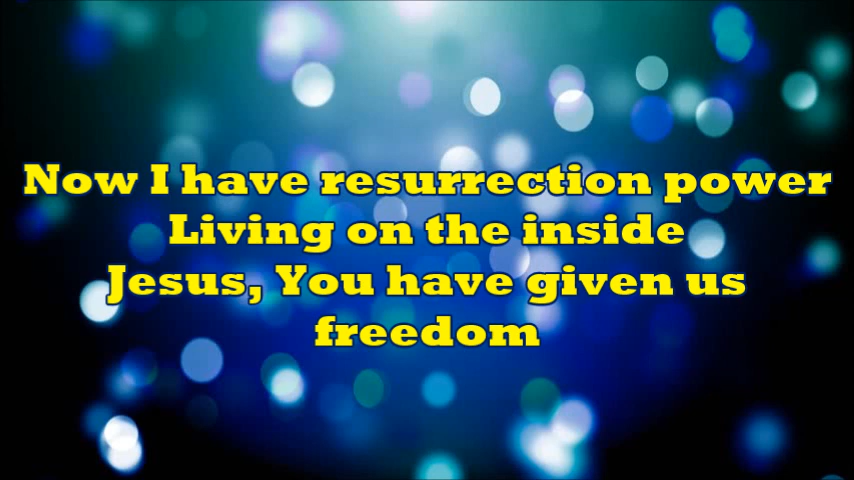 Now I have resurrection power
Living on the inside
Jesus, You have given us
freedom